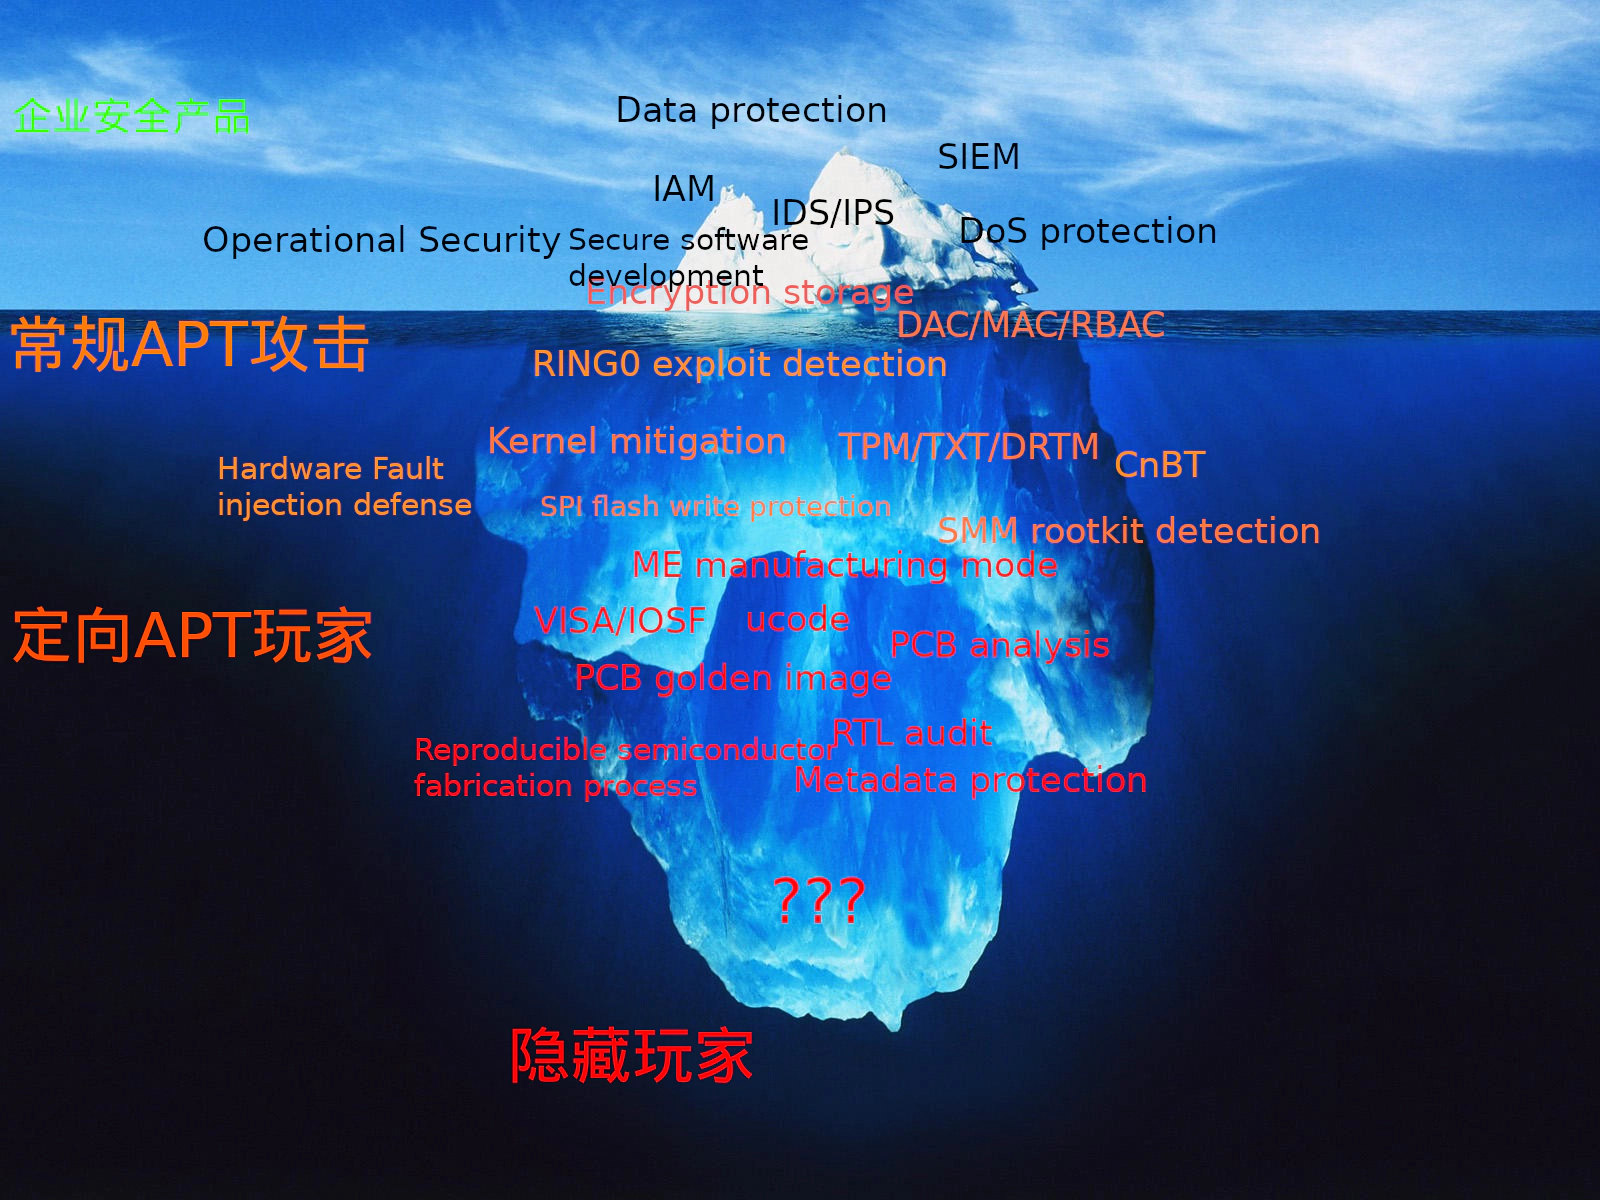 企业安全产品
Data protection
SIEM
IAM
IDS/IPS
DoS protection
Operational Security
Secure software
development
Encryption storage
常规APT攻击
DAC/MAC/RBAC
RING0 exploit detection
Kernel mitigation
TPM/TXT/DRTM
CnBT
Hardware Fault
injection defense
SPI flash write protection
SMM rootkit detection
ME manufacturing mode
定向APT玩家
VISA/IOSF
ucode
PCB analysis
PCB golden image
RTL audit
Reproducible semiconductor
fabrication process
Metadata protection
???
隐藏玩家